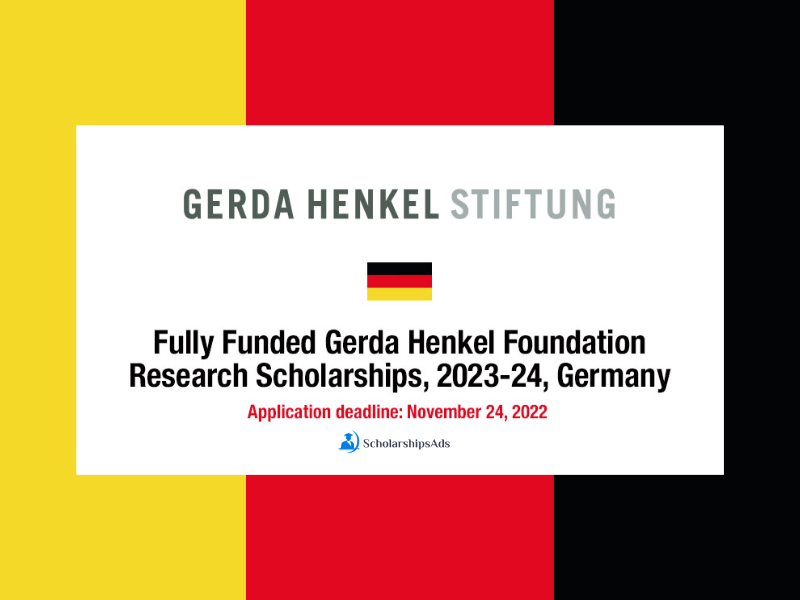 GERDA HENKEL STIFTUNG
Fully Funded Gerda Henkel Foundation
Research Scholarships, 2023-24, Germany
Application deadline: November 24, 2022
ScholarshipsAds